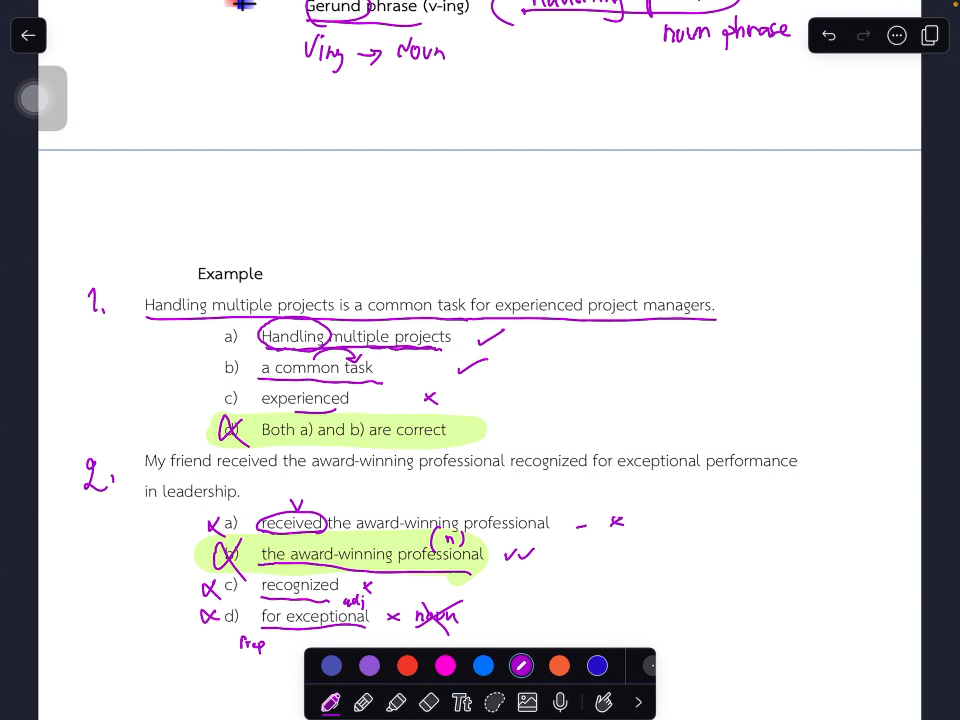 Gerund phrase (v-ing)
Handling
noun phrase
Ving → Noun
Example
1.
Handling multiple projects is a common task for experienced project managers.
a) Handling multiple projects ✓
b) a common task ✓
c) experienced ×
d) Both a) and b) are correct
2.
My friend received the award-winning professional recognized for exceptional performance
in leadership.
V
a) received the award-winning professional - ×
(n)
b) the award-winning professional ✓✓
c) recognized ×
adj
d) for exceptional × noun
Prep
Tt